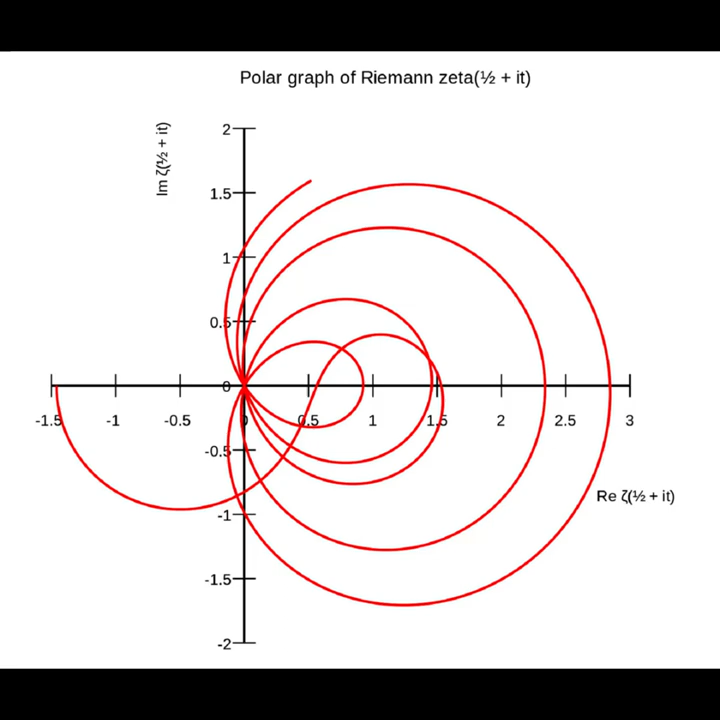 Polar graph of Riemann zeta(½ + it)
Im ζ(½ + it)
2
1.5
1
0.5
0
-1.5 -1 -0.5 0 0.5 1 1.5 2 2.5 3
-0.5
Re ζ(½ + it)
-1
-1.5
-2